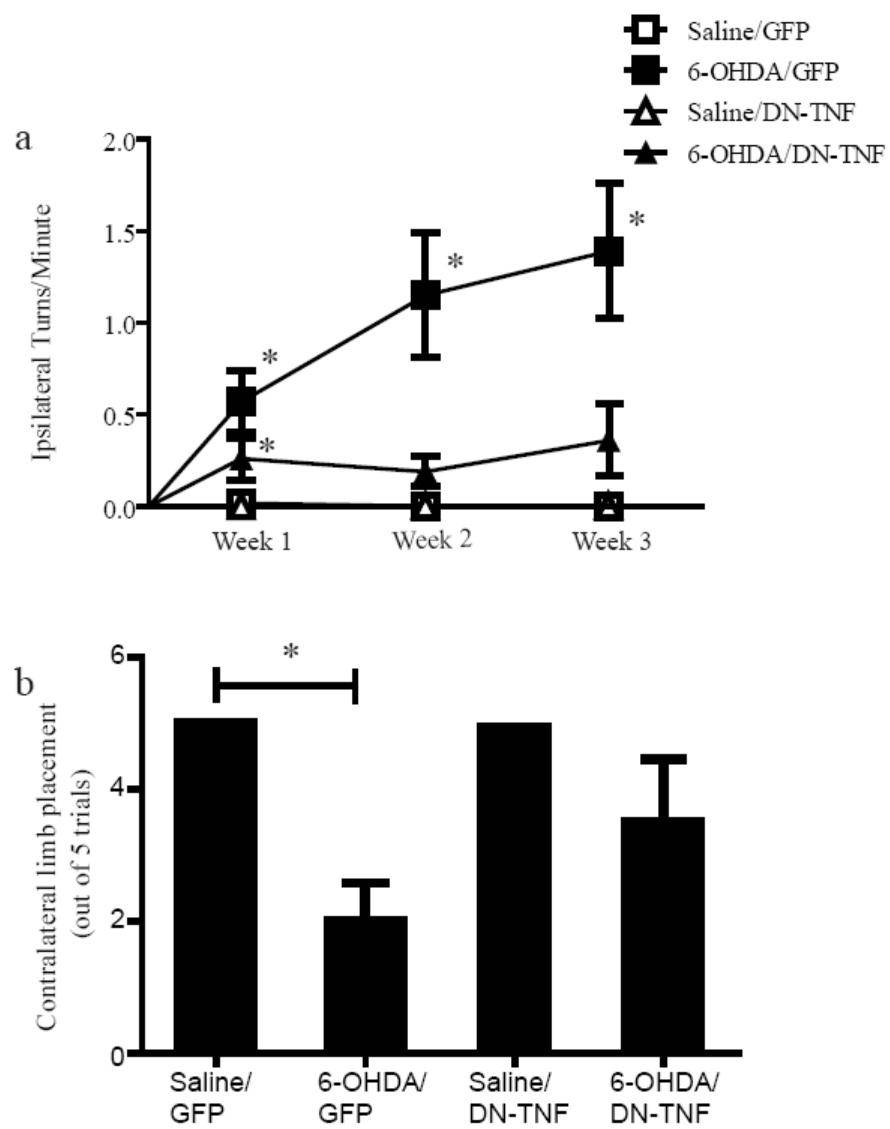 Saline/GFP
6-OHDA/GFP
Saline/DN-TNF
6-OHDA/DN-TNF
a
Ipsilateral Turns/Minute
2.0
1.5
1.0
0.5
0.0
*
*
*
*
Week 1
Week 2
Week 3
b
Contralateral limb placement
(out of 5 trials)
6
4
2
0
*
Saline/
GFP
6-OHDA/
GFP
Saline/
DN-TNF
6-OHDA/
DN-TNF